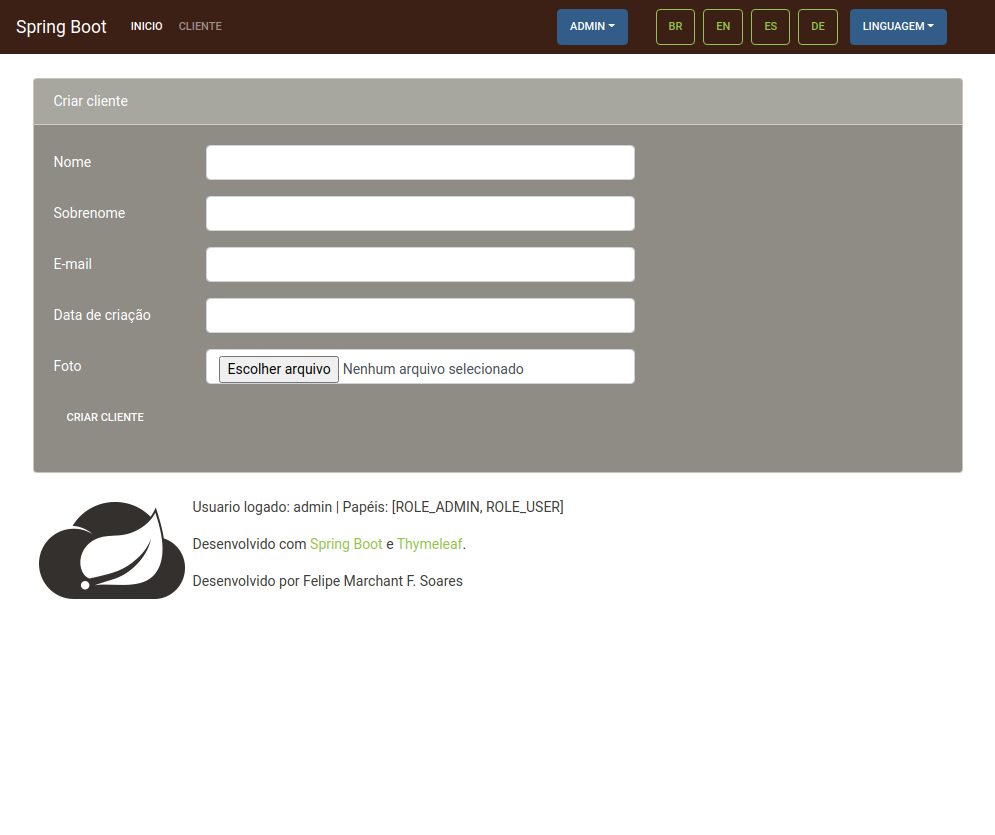 Spring Boot INICIO CLIENTE ADMIN BR EN ES DE LINGUAGEM
Criar cliente
Nome
Sobrenome
E-mail
Data de criação
Foto Escolher arquivo Nenhum arquivo selecionado
CRIAR CLIENTE
Usuario logado: admin | Papéis: [ROLE_ADMIN, ROLE_USER]
Desenvolvido com Spring Boot e Thymeleaf.
Desenvolvido por Felipe Marchant F. Soares